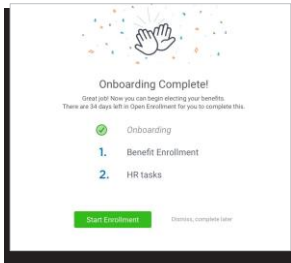 Onboarding Complete!
Great job! Now you can begin electing your benefits.
There are 34 days left in Open Enrollment for you to complete this.
Onboarding
1. Benefit Enrollment
2. HR tasks
Start Enrollment
Dismiss, complete later